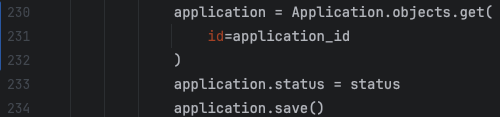 230 application = Application.objects.get(
231 id=application_id
232 )
233 application.status = status
234 application.save()